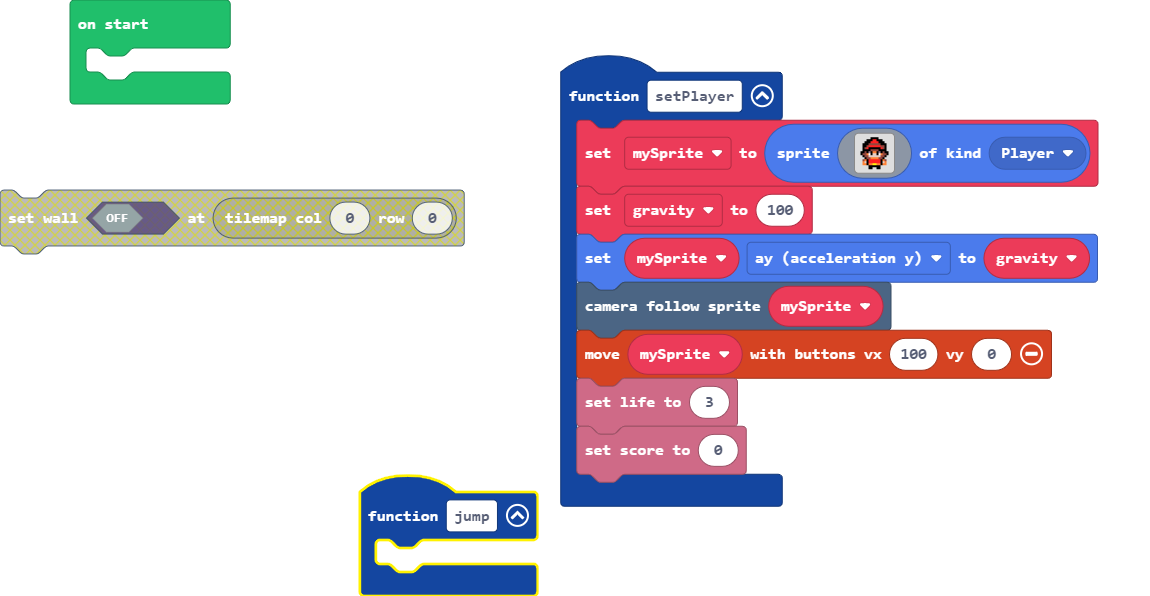 on start
function setPlayer
set mySprite to sprite of kind Player
set wall OFF at tilemap col 0 row 0
set gravity to 100
set mySprite ay (acceleration y) to gravity
camera follow sprite mySprite
move mySprite with buttons vx 100 vy 0
set life to 3
set score to 0
function jump